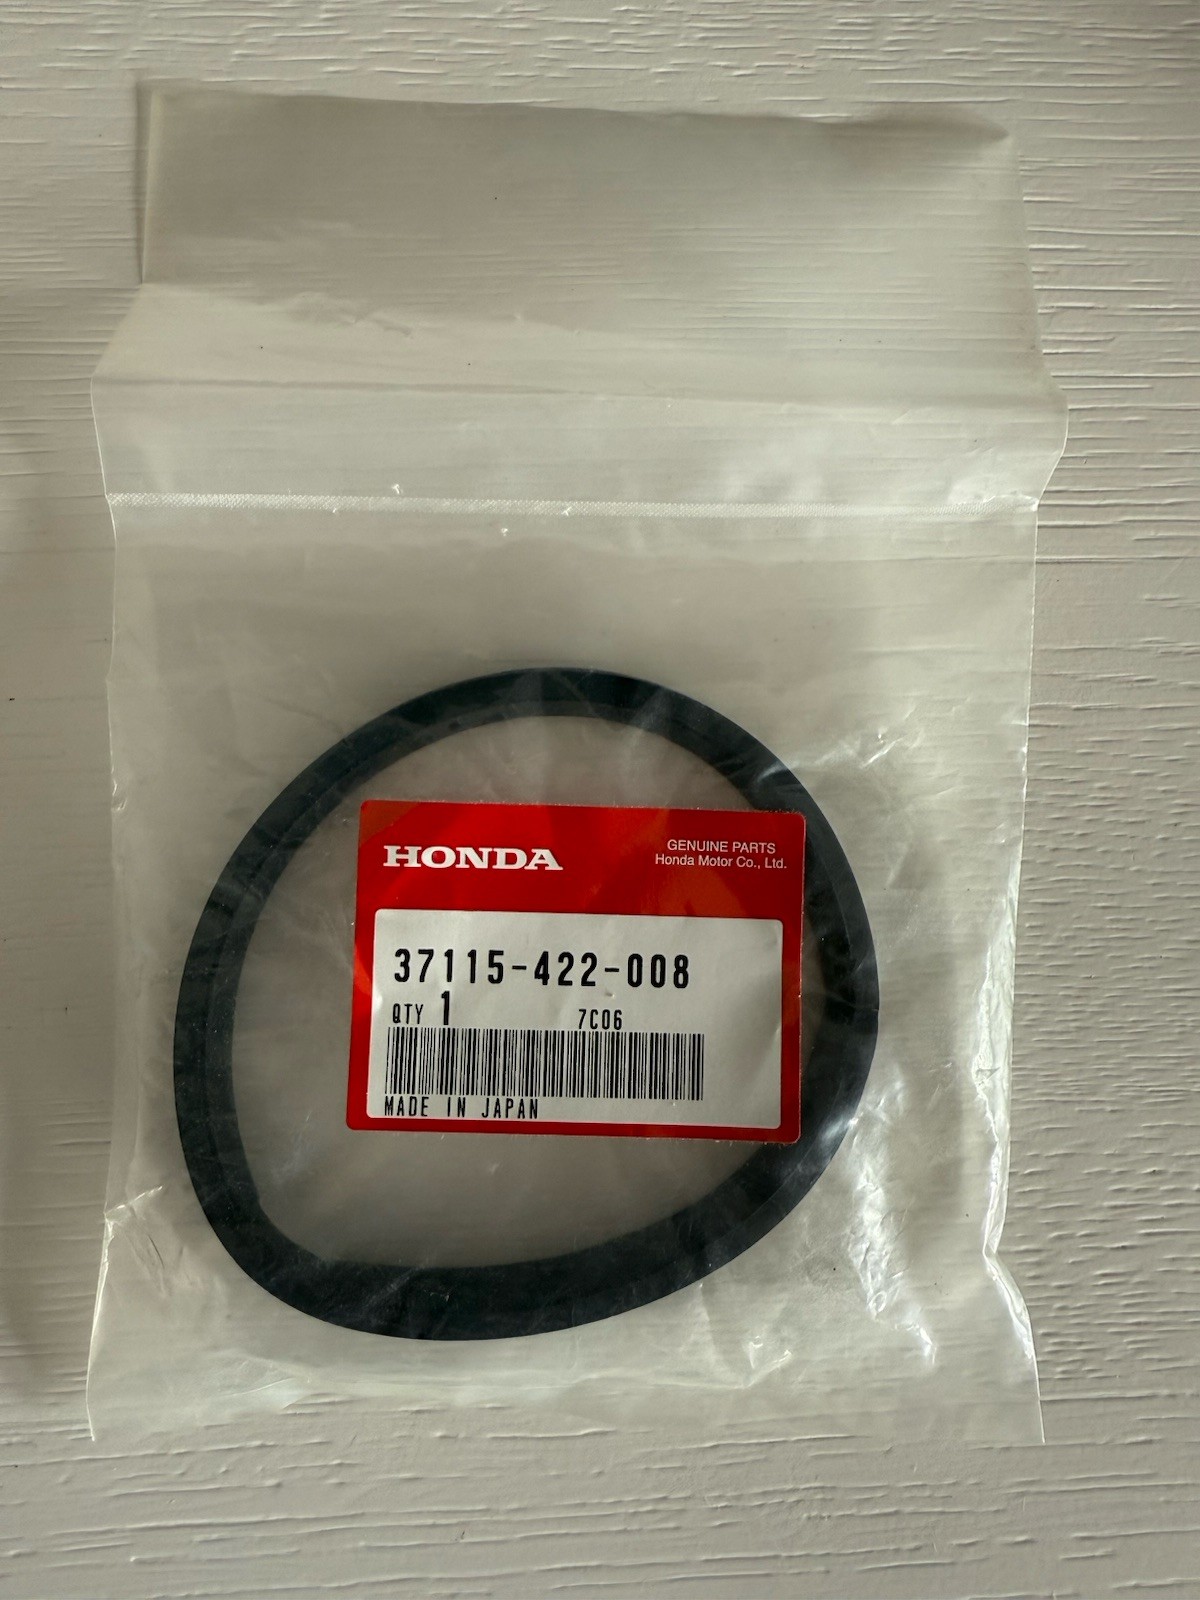 HONDA
GENUINE PARTS
Honda Motor Co., Ltd.
37115-422-008
QTY 1 7C06
MADE IN JAPAN